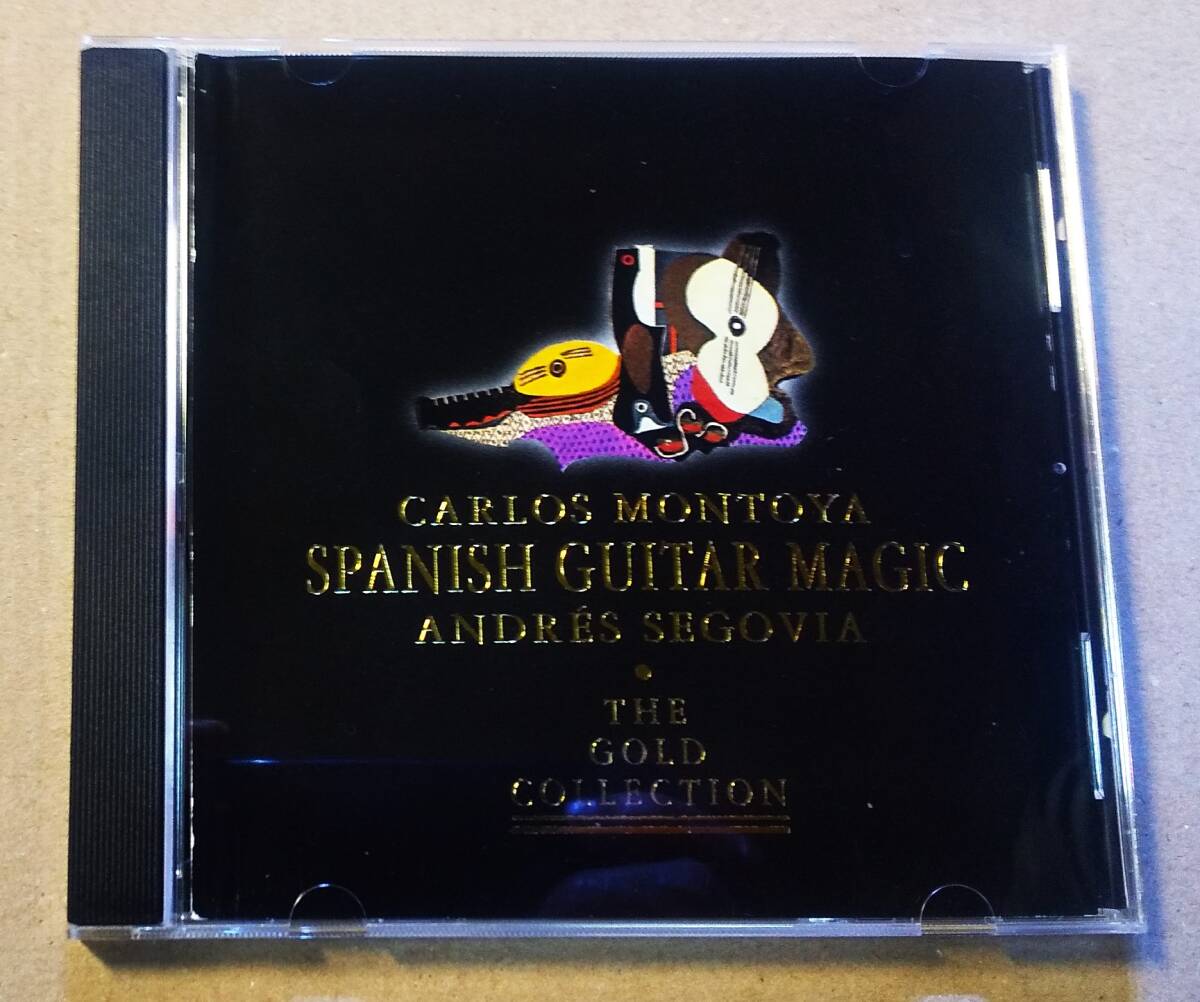 CARLOS MONTOYA
SPANISH GUITAR MAGIC
ANDRÉS SEGOVIA
THE
GOLD
COLLECTION